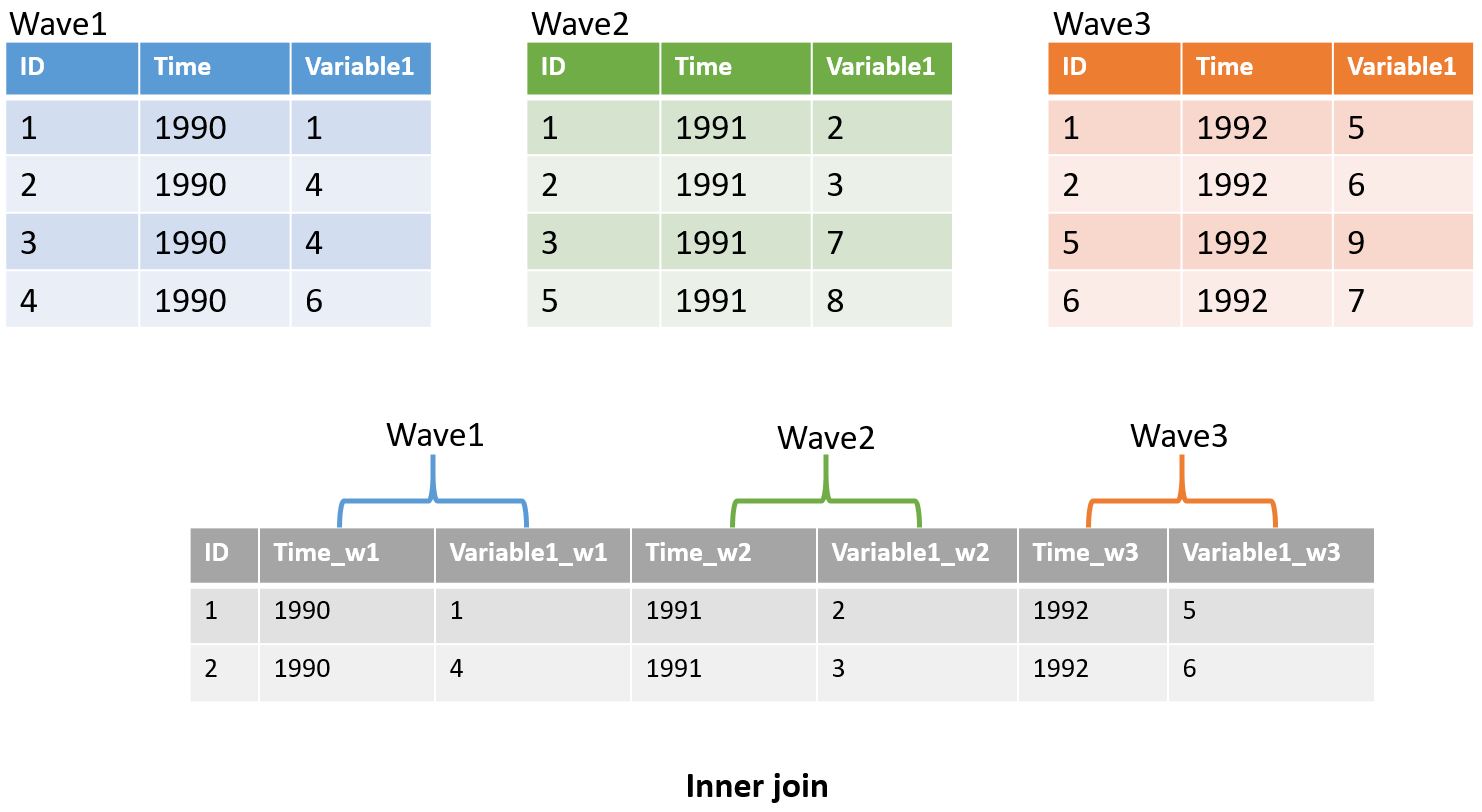 Wave1 Wave2 Wave3
ID Time Variable1 ID Time Variable1 ID Time Variable1
1 1990 1 1 1991 2 1 1992 5
2 1990 4 2 1991 3 2 1992 6
3 1990 4 3 1991 7 5 1992 9
4 1990 6 5 1991 8 6 1992 7
Wave1 Wave2 Wave3
ID Time_w1 Variable1_w1 Time_w2 Variable1_w2 Time_w3 Variable1_w3
1 1990 1 1991 2 1992 5
2 1990 4 1991 3 1992 6
Inner join